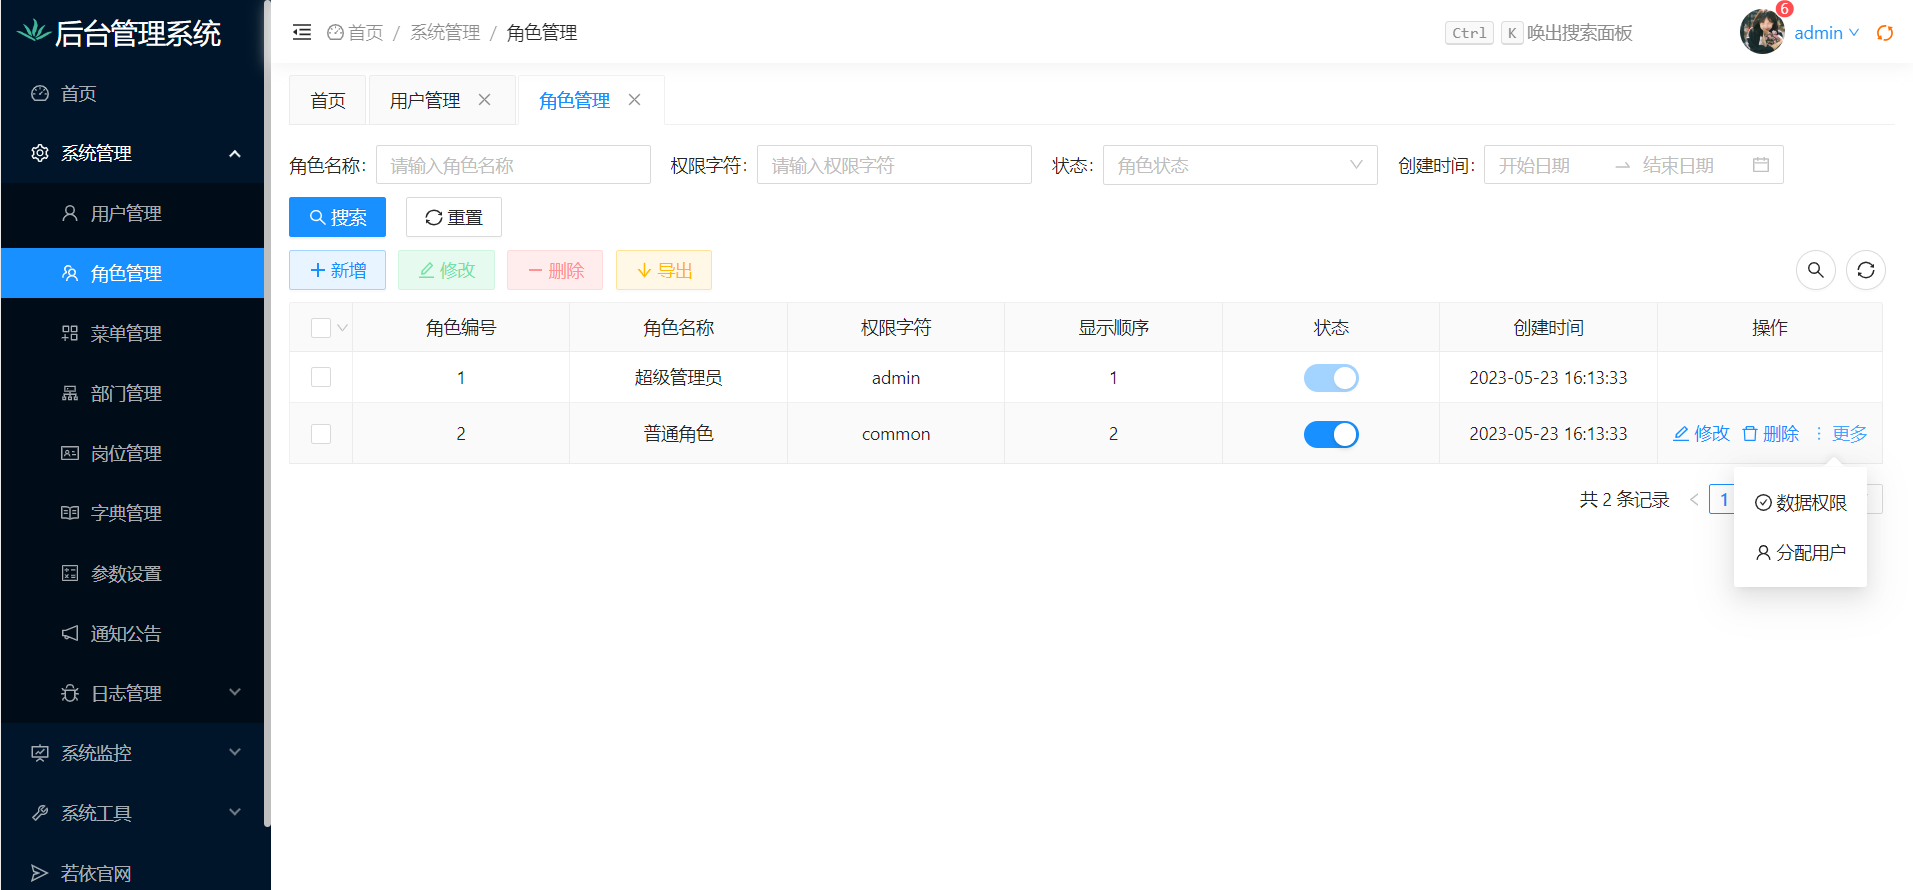 后台管理系统
首页
系统管理
用户管理
角色管理
菜单管理
部门管理
岗位管理
字典管理
参数设置
通知公告
日志管理
系统监控
系统工具
若依官网
首页 / 系统管理 / 角色管理
Ctrl K 唤出搜索面板
6
admin
首页 用户管理 角色管理
角色名称: 请输入角色名称 权限字符: 请输入权限字符 状态: 角色状态 创建时间: 开始日期 → 结束日期
搜索 重置
新增 修改 删除 导出
角色编号 角色名称 权限字符 显示顺序 状态 创建时间 操作
1 超级管理员 admin 1 2023-05-23 16:13:33
2 普通角色 common 2 2023-05-23 16:13:33 修改 删除 更多
共 2 条记录 < 1
数据权限
分配用户